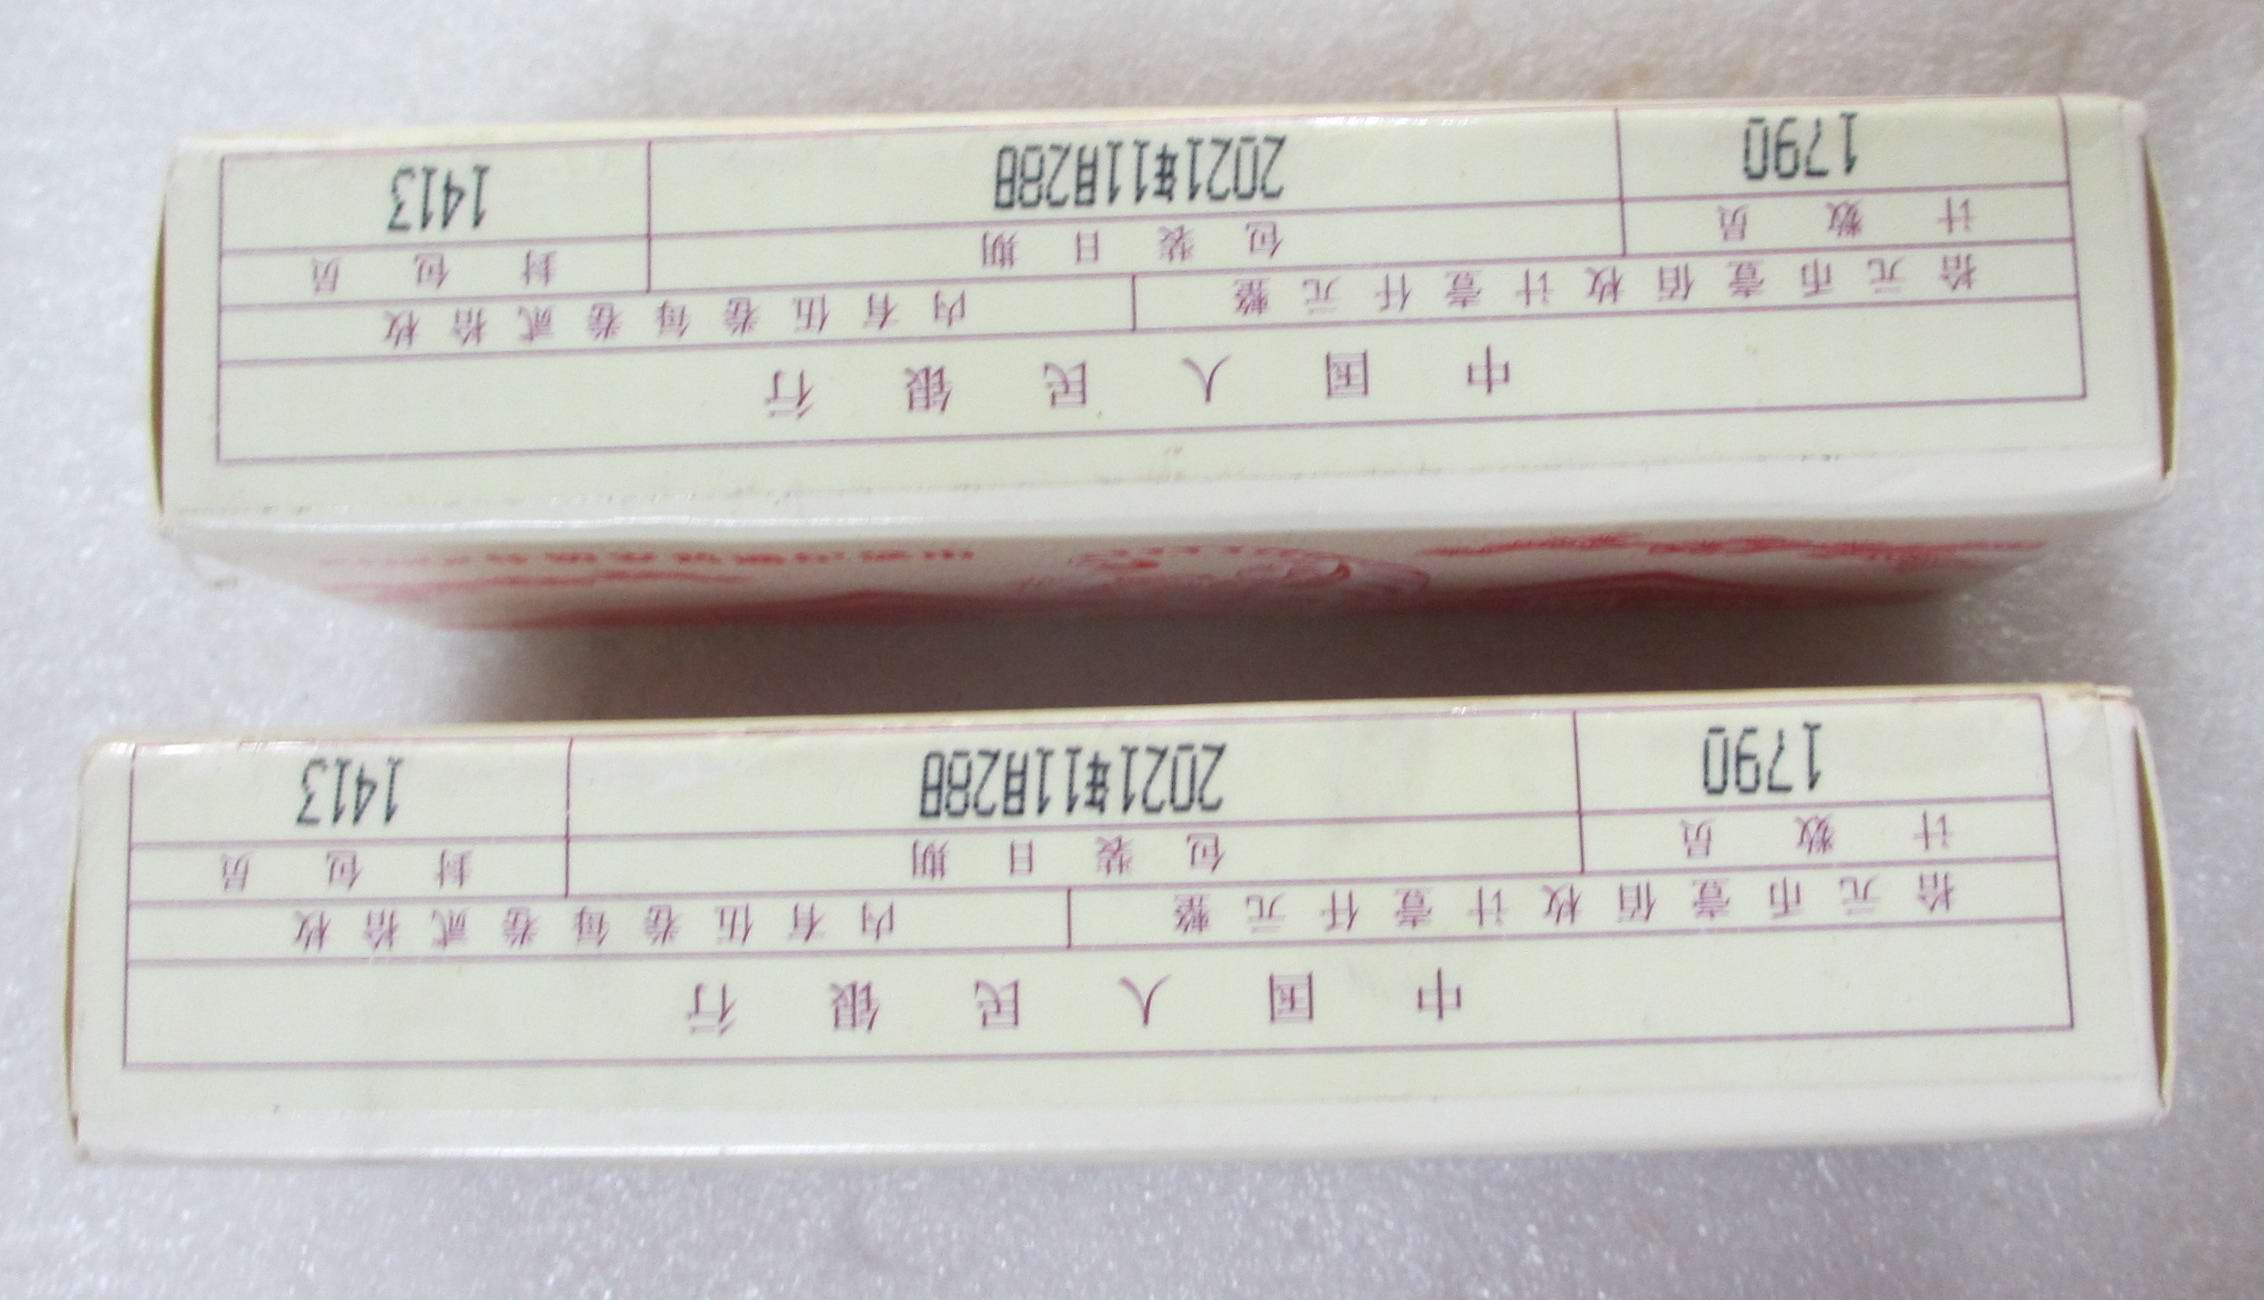 中国人民银行
拾元币壹佰枚计壹仟元整 内有伍卷每卷贰拾枚
计数员 包装日期 封包员
1790 2021年11月28日 1413
中国人民银行
拾元币壹佰枚计壹仟元整 内有伍卷每卷贰拾枚
计数员 包装日期 封包员
1790 2021年11月28日 1413